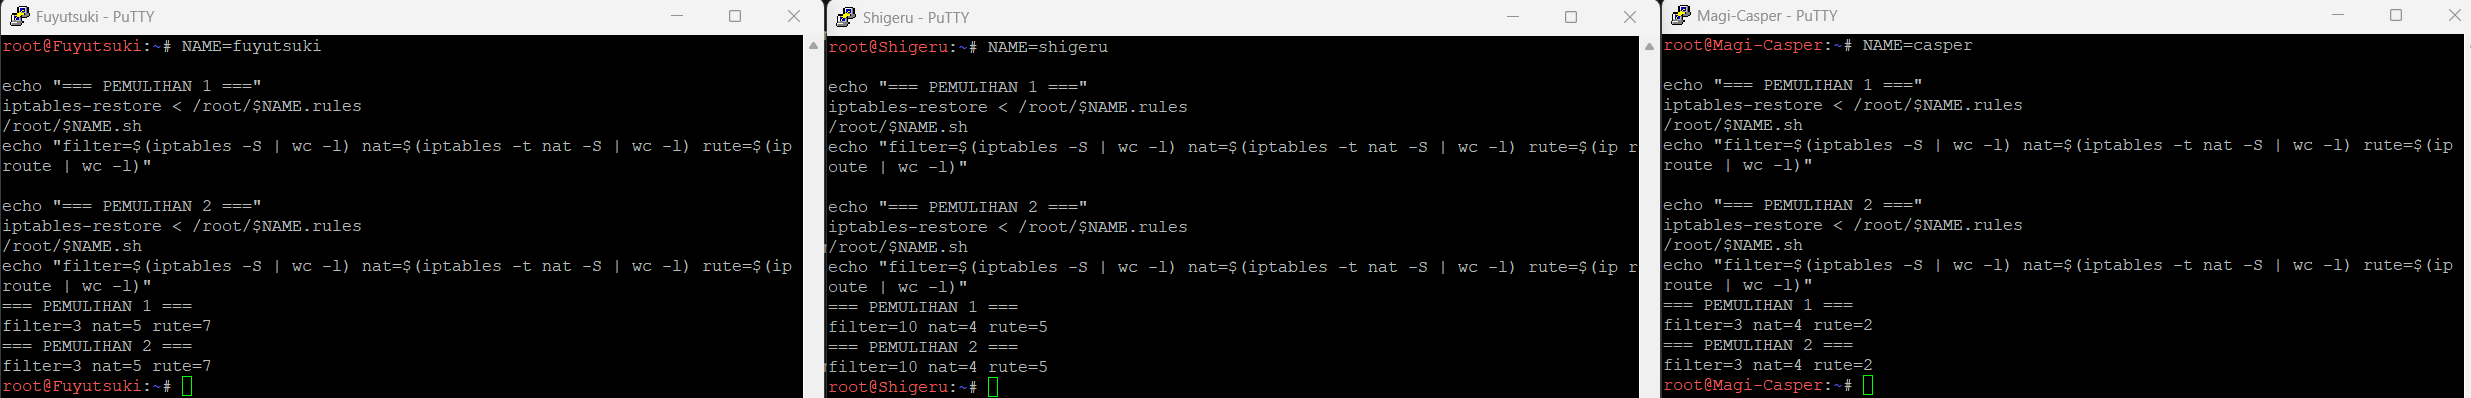 Fuyutsuki - PuTTY
root@Fuyutsuki:~# NAME=fuyutsuki
echo "=== PEMULIHAN 1 ==="
iptables-restore < /root/$NAME.rules
/root/$NAME.sh
echo "filter=$(iptables -S | wc -l) nat=$(iptables -t nat -S | wc -l) rute=$(ip
route | wc -l)"
echo "=== PEMULIHAN 2 ==="
iptables-restore < /root/$NAME.rules
/root/$NAME.sh
echo "filter=$(iptables -S | wc -l) nat=$(iptables -t nat -S | wc -l) rute=$(ip
route | wc -l)"
=== PEMULIHAN 1 ===
filter=3 nat=5 rute=7
=== PEMULIHAN 2 ===
filter=3 nat=5 rute=7
root@Fuyutsuki:~#
Shigeru - PuTTY
root@Shigeru:~# NAME=shigeru
echo "=== PEMULIHAN 1 ==="
iptables-restore < /root/$NAME.rules
/root/$NAME.sh
echo "filter=$(iptables -S | wc -l) nat=$(iptables -t nat -S | wc -l) rute=$(ip r
oute | wc -l)"
echo "=== PEMULIHAN 2 ==="
iptables-restore < /root/$NAME.rules
/root/$NAME.sh
echo "filter=$(iptables -S | wc -l) nat=$(iptables -t nat -S | wc -l) rute=$(ip r
oute | wc -l)"
=== PEMULIHAN 1 ===
filter=10 nat=4 rute=5
=== PEMULIHAN 2 ===
filter=10 nat=4 rute=5
root@Shigeru:~#
Magi-Casper - PuTTY
root@Magi-Casper:~# NAME=casper
echo "=== PEMULIHAN 1 ==="
iptables-restore < /root/$NAME.rules
/root/$NAME.sh
echo "filter=$(iptables -S | wc -l) nat=$(iptables -t nat -S | wc -l) rute=$(ip
route | wc -l)"
echo "=== PEMULIHAN 2 ==="
iptables-restore < /root/$NAME.rules
/root/$NAME.sh
echo "filter=$(iptables -S | wc -l) nat=$(iptables -t nat -S | wc -l) rute=$(ip
route | wc -l)"
=== PEMULIHAN 1 ===
filter=3 nat=4 rute=2
=== PEMULIHAN 2 ===
filter=3 nat=4 rute=2
root@Magi-Casper:~#